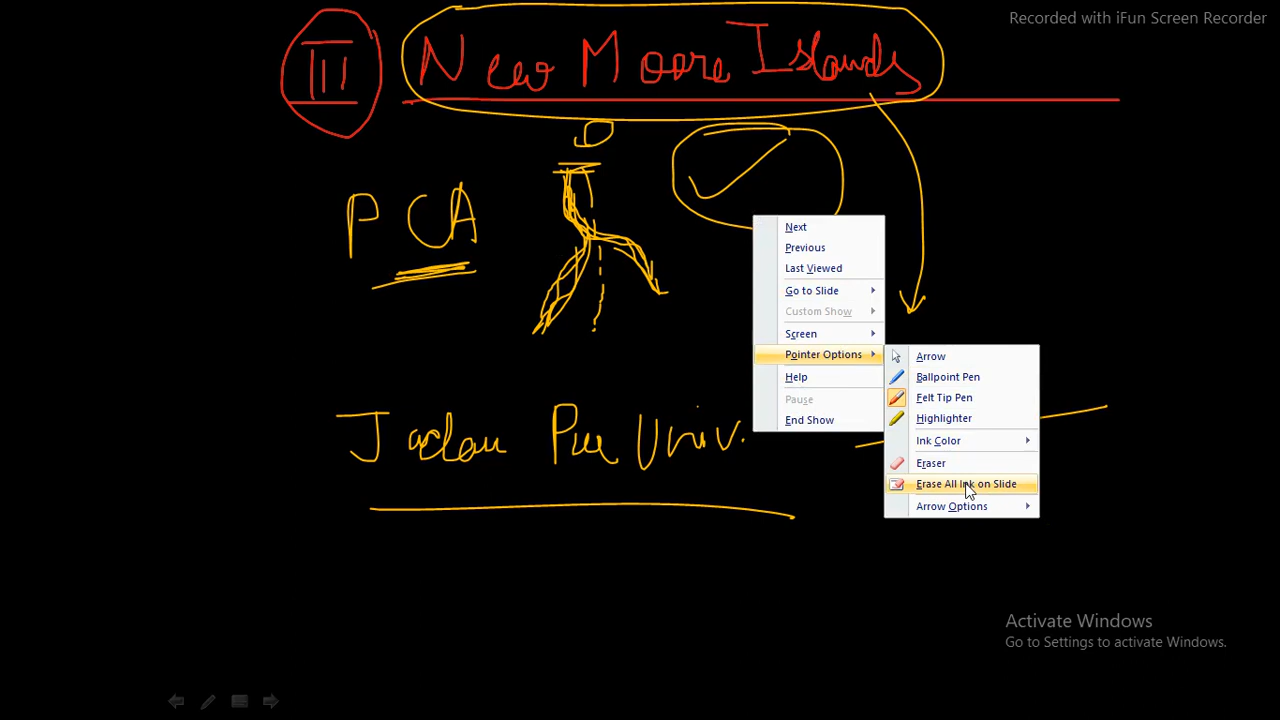 Recorded with iFun Screen Recorder
III New Moore Islands
D
PCA
Next
Previous
Last Viewed
Go to Slide
Custom Show
Screen
Pointer Options
Help
Pause
End Show
Arrow
Ballpoint Pen
Felt Tip Pen
Highlighter
Ink Color
Eraser
Erase All Ink on Slide
Arrow Options
Univ.
Activate Windows
Go to Settings to activate Windows.